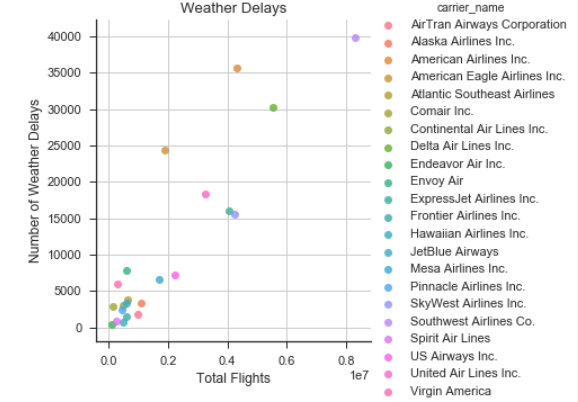 Weather Delays
40000
35000
30000
25000
20000
15000
10000
5000
0
Number of Weather Delays
0.0 0.2 0.4 0.6 0.8
1e7
Total Flights
carrier_name
AirTran Airways Corporation
Alaska Airlines Inc.
American Airlines Inc.
American Eagle Airlines Inc.
Atlantic Southeast Airlines
Comair Inc.
Continental Air Lines Inc.
Delta Air Lines Inc.
Endeavor Air Inc.
Envoy Air
ExpressJet Airlines Inc.
Frontier Airlines Inc.
Hawaiian Airlines Inc.
JetBlue Airways
Mesa Airlines Inc.
Pinnacle Airlines Inc.
SkyWest Airlines Inc.
Southwest Airlines Co.
Spirit Air Lines
US Airways Inc.
United Air Lines Inc.
Virgin America